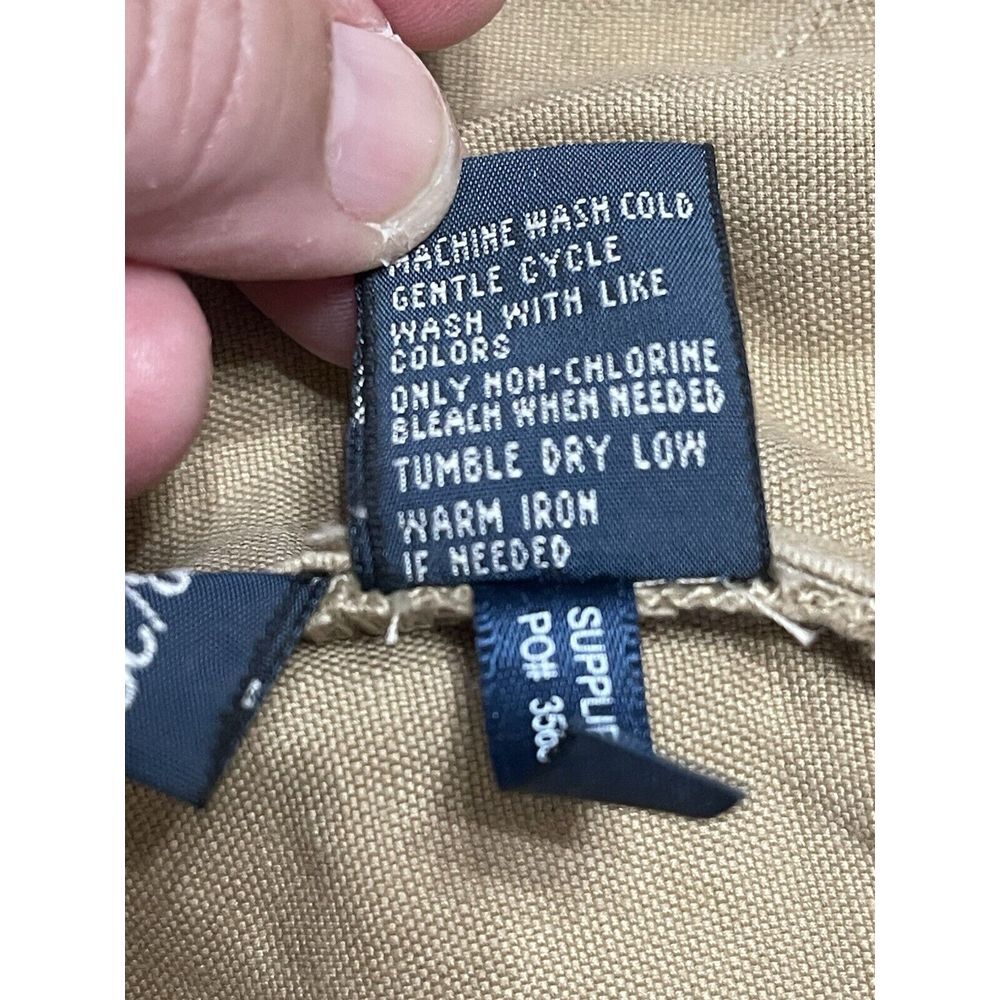 MACHINE WASH COLD
GENTLE CYCLE
WASH WITH LIKE
COLORS
ONLY NON-CHLORINE
BLEACH WHEN NEEDED
TUMBLE DRY LOW
WARM IRON
IF NEEDED
PO#